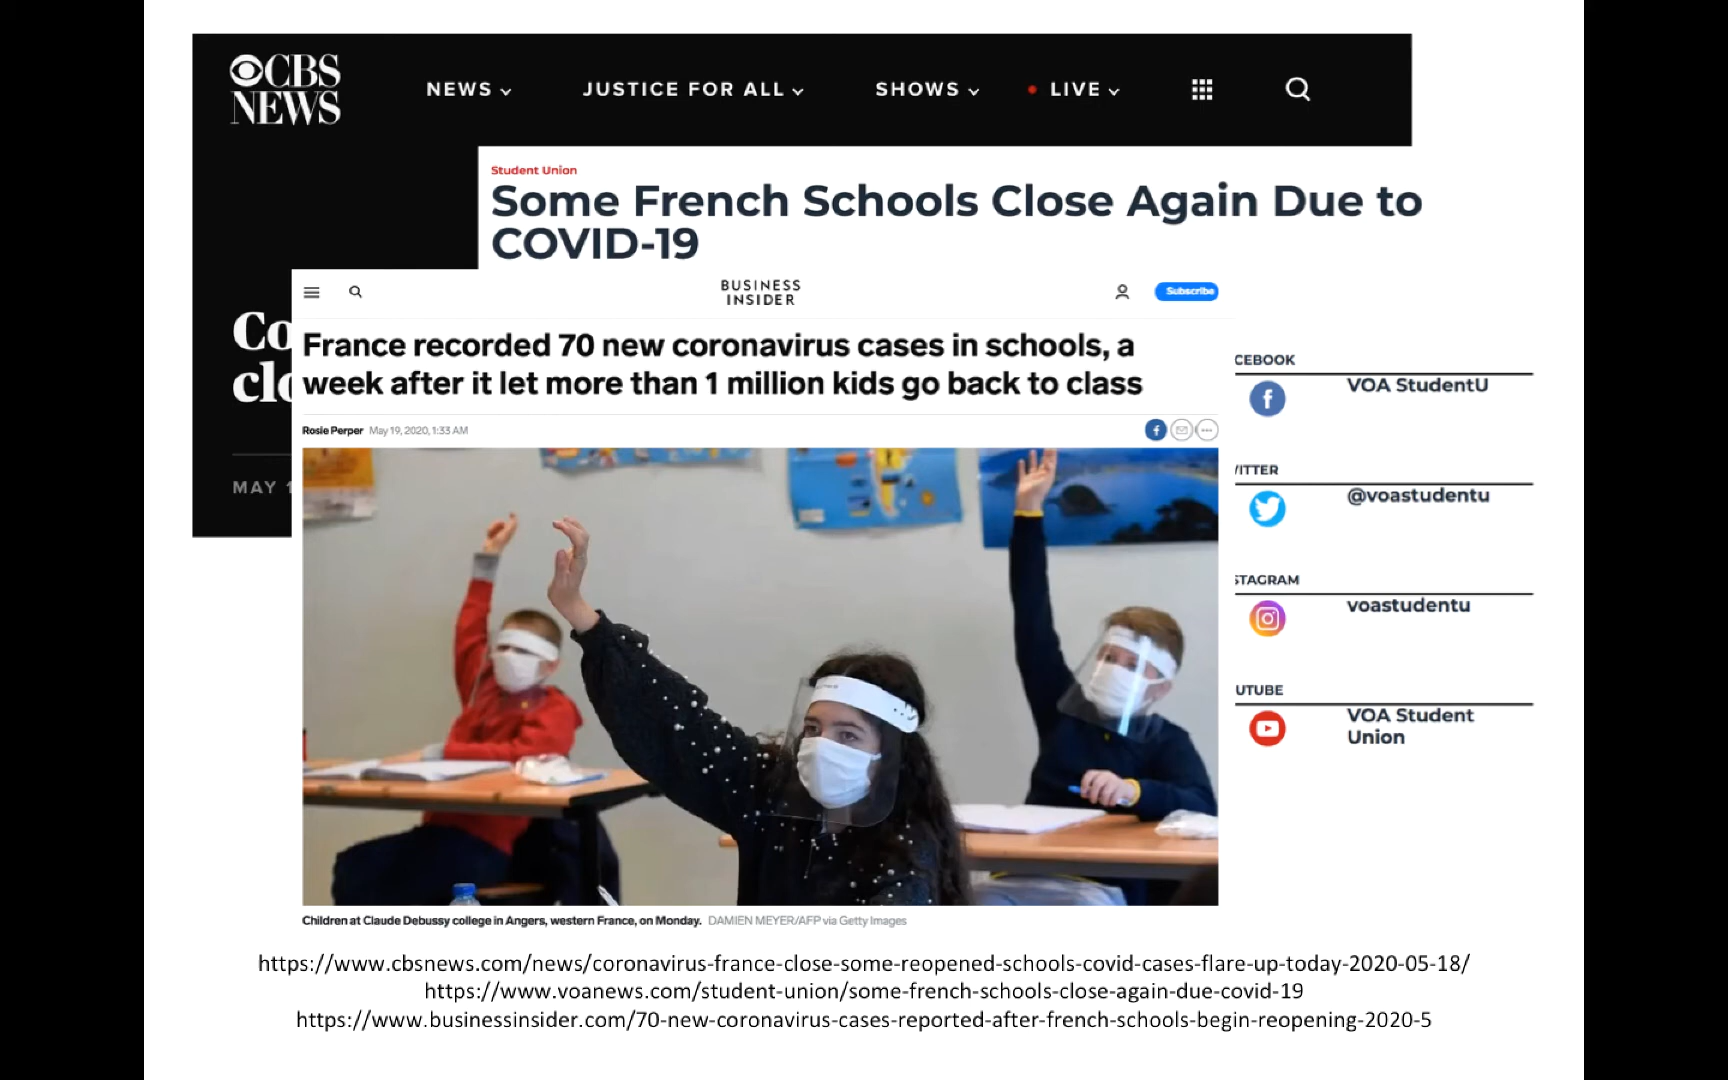 CBS
NEWS
NEWS
JUSTICE FOR ALL
SHOWS
LIVE
Student Union
Some French Schools Close Again Due to
COVID-19
BUSINESS
INSIDER
Subscribe
Co
clo
MAY 1
France recorded 70 new coronavirus cases in schools, a
week after it let more than 1 million kids go back to class
Rosie Perper May 19, 2020, 1:33 AM
CEBOOK
VOA StudentU
ITTER
@voastudentu
STAGRAM
voastudentu
UTUBE
VOA Student
Union
Children at Claude Debussy college in Angers, western France, on Monday. DAMIEN MEYER/AFP via Getty Images
https://www.cbsnews.com/news/coronavirus-france-close-some-reopened-schools-covid-cases-flare-up-today-2020-05-18/
https://www.voanews.com/student-union/some-french-schools-close-again-due-covid-19
https://www.businessinsider.com/70-new-coronavirus-cases-reported-after-french-schools-begin-reopening-2020-5